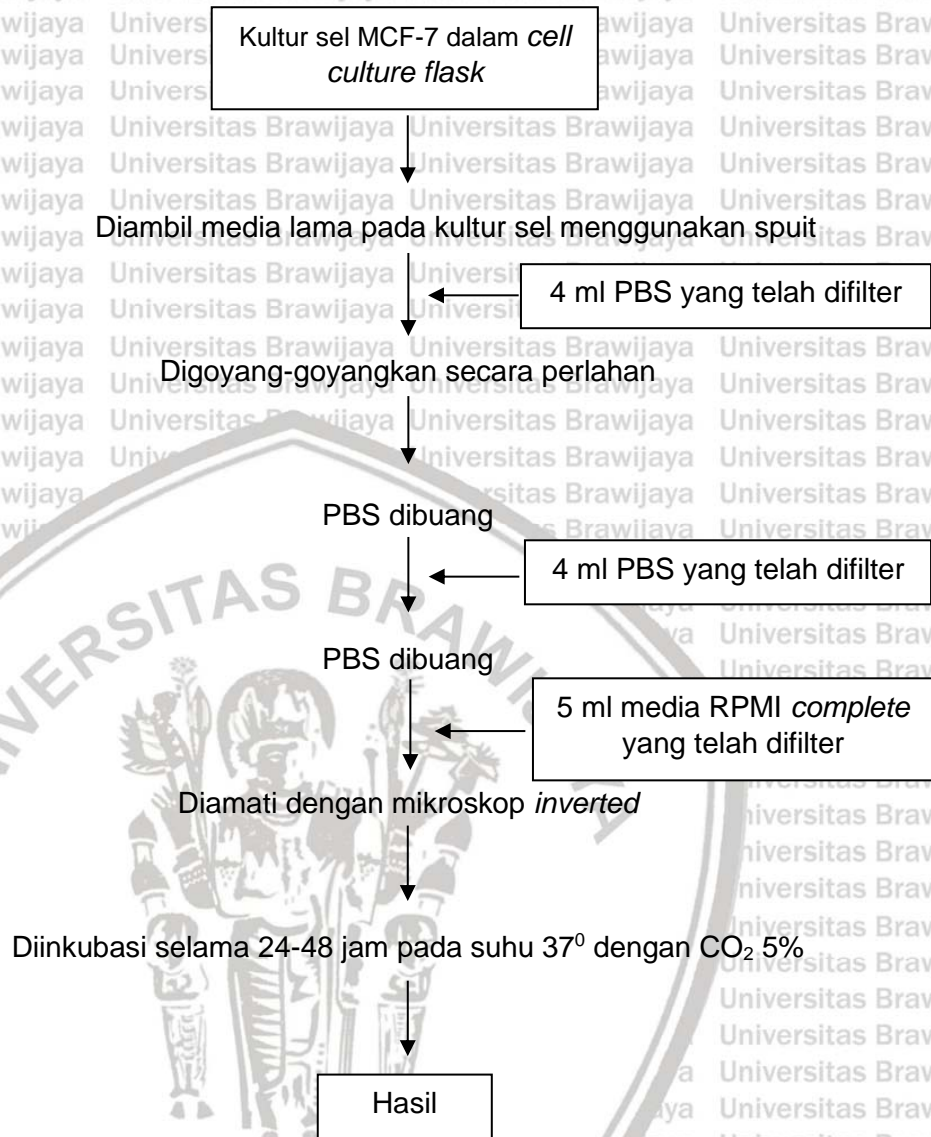 Kultur sel MCF-7 dalam cell
culture flask
Diambil media lama pada kultur sel menggunakan spuit
4 ml PBS yang telah difilter
Digoyang-goyangkan secara perlahan
PBS dibuang
4 ml PBS yang telah difilter
PBS dibuang
5 ml media RPMI complete
yang telah difilter
Diamati dengan mikroskop inverted
Diinkubasi selama 24-48 jam pada suhu 37⁰ dengan CO₂ 5%
Hasil